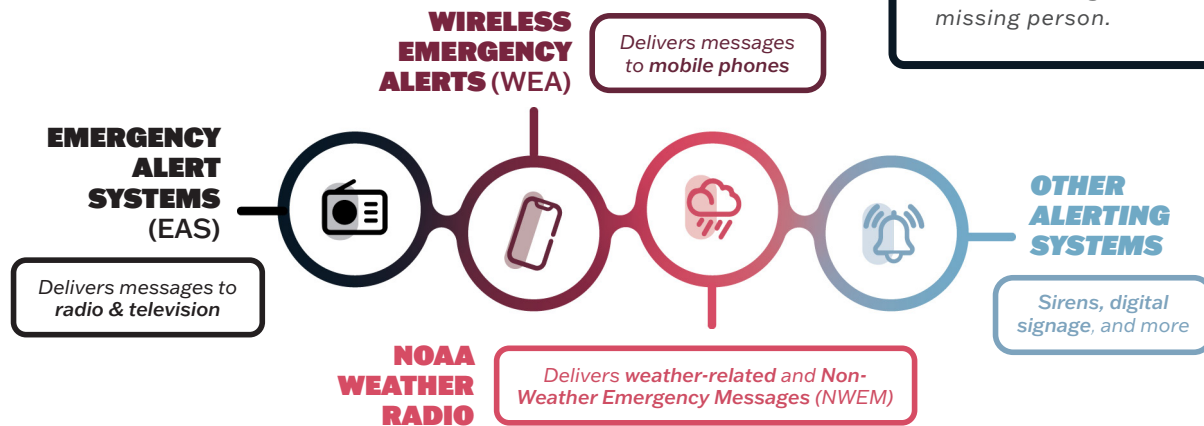 missing person.
WIRELESS
EMERGENCY
ALERTS (WEA)
Delivers messages
to mobile phones
EMERGENCY
ALERT
SYSTEMS
(EAS)
Delivers messages to
radio & television
OTHER
ALERTING
SYSTEMS
Sirens, digital
signage, and more
NOAA
WEATHER
RADIO
Delivers weather-related and Non-
Weather Emergency Messages (NWEM)